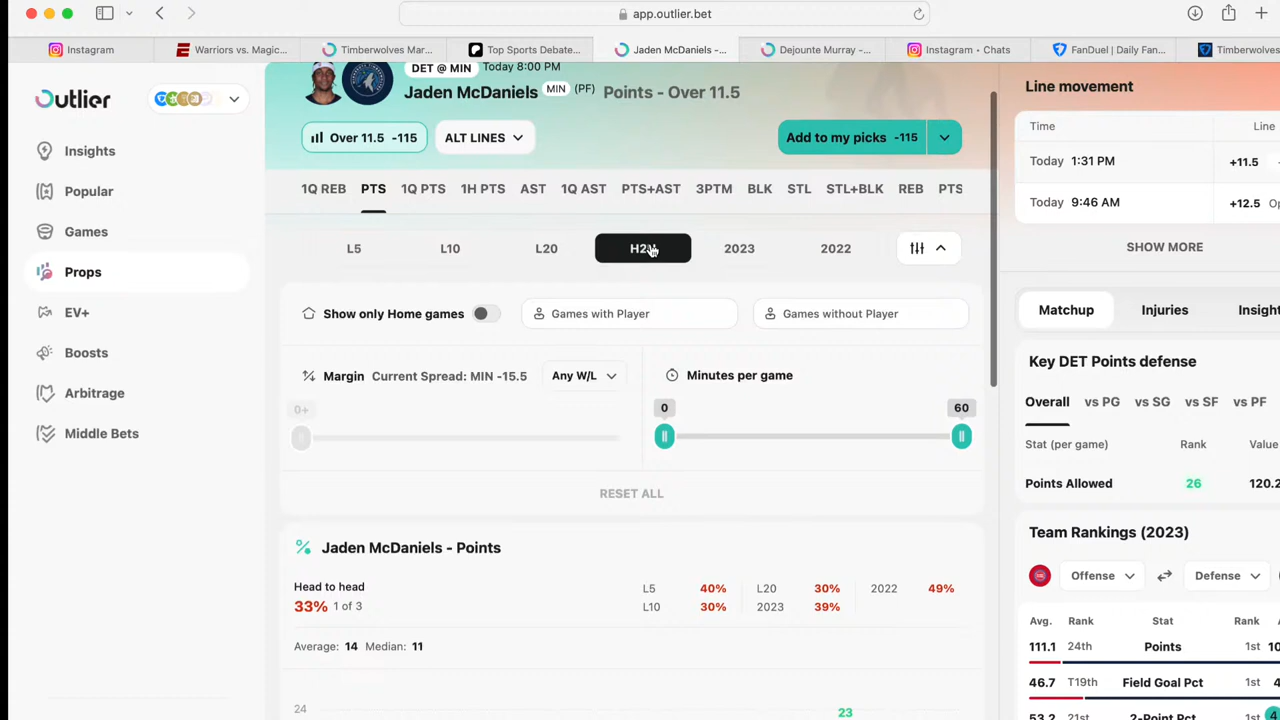 app.outlier.bet
Instagram
Warriors vs. Magic...
Timberwolves Mar...
Top Sports Debate...
Jaden McDaniels -...
Dejounte Murray -...
Instagram • Chats
FanDuel | Daily Fan...
Timberwolves
Outlier
Insights
Popular
Games
Props
EV+
Boosts
Arbitrage
Middle Bets
DET @ MIN Today 8:00 PM
Jaden McDaniels MIN (PF) Points - Over 11.5
Over 11.5 -115 ALT LINES
Add to my picks -115
1Q REB PTS 1Q PTS 1H PTS AST 1Q AST PTS+AST 3PTM BLK STL STL+BLK REB PTS
L5 L10 L20 H2H 2023 2022
Show only Home games Games with Player Games without Player
Margin Current Spread: MIN -15.5 Any W/L
Minutes per game
0+
0 60
RESET ALL
Jaden McDaniels - Points
Head to head
33% 1 of 3
L5 40% L20 30% 2022 49%
L10 30% 2023 39%
Average: 14 Median: 11
24
23
Line movement
Time Line
Today 1:31 PM +11.5
Today 9:46 AM +12.5
SHOW MORE
Matchup Injuries
Key DET Points defense
Overall vs PG vs SG vs SF vs PF
Stat (per game) Rank Value
Points Allowed 26 120.2
Team Rankings (2023)
Offense Defense
Avg. Rank Stat Rank
111.1 24th Points 1st
46.7 T19th Field Goal Pct 1st
53.2 21st 2-Point Pct 1st